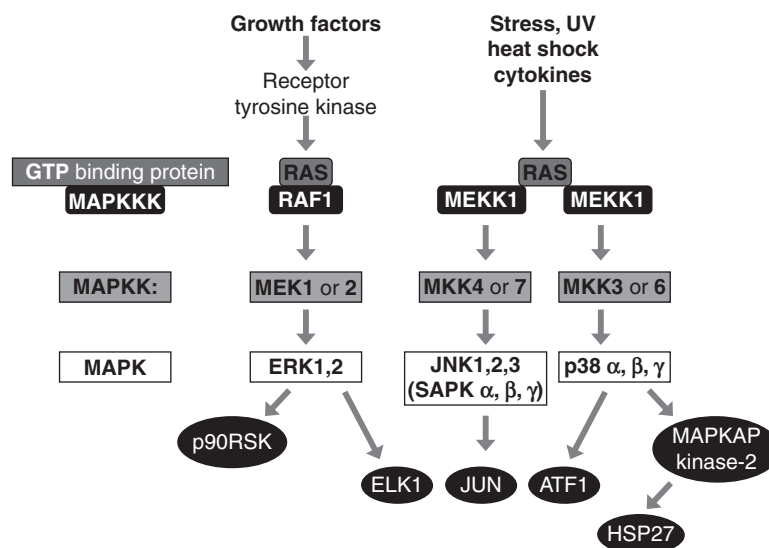 Growth factors
Stress, UV
heat shock
cytokines
Receptor
tyrosine kinase
GTP binding protein
RAS
RAS
MAPKKK
RAF1
MEKK1
MEKK1
MAPKK:
MEK1 or 2
MKK4 or 7
MKK3 or 6
MAPK
ERK1,2
JNK1,2,3
(SAPK α, β, γ)
p38 α, β, γ
p90RSK
MAPKAP
kinase-2
ELK1
JUN
ATF1
HSP27